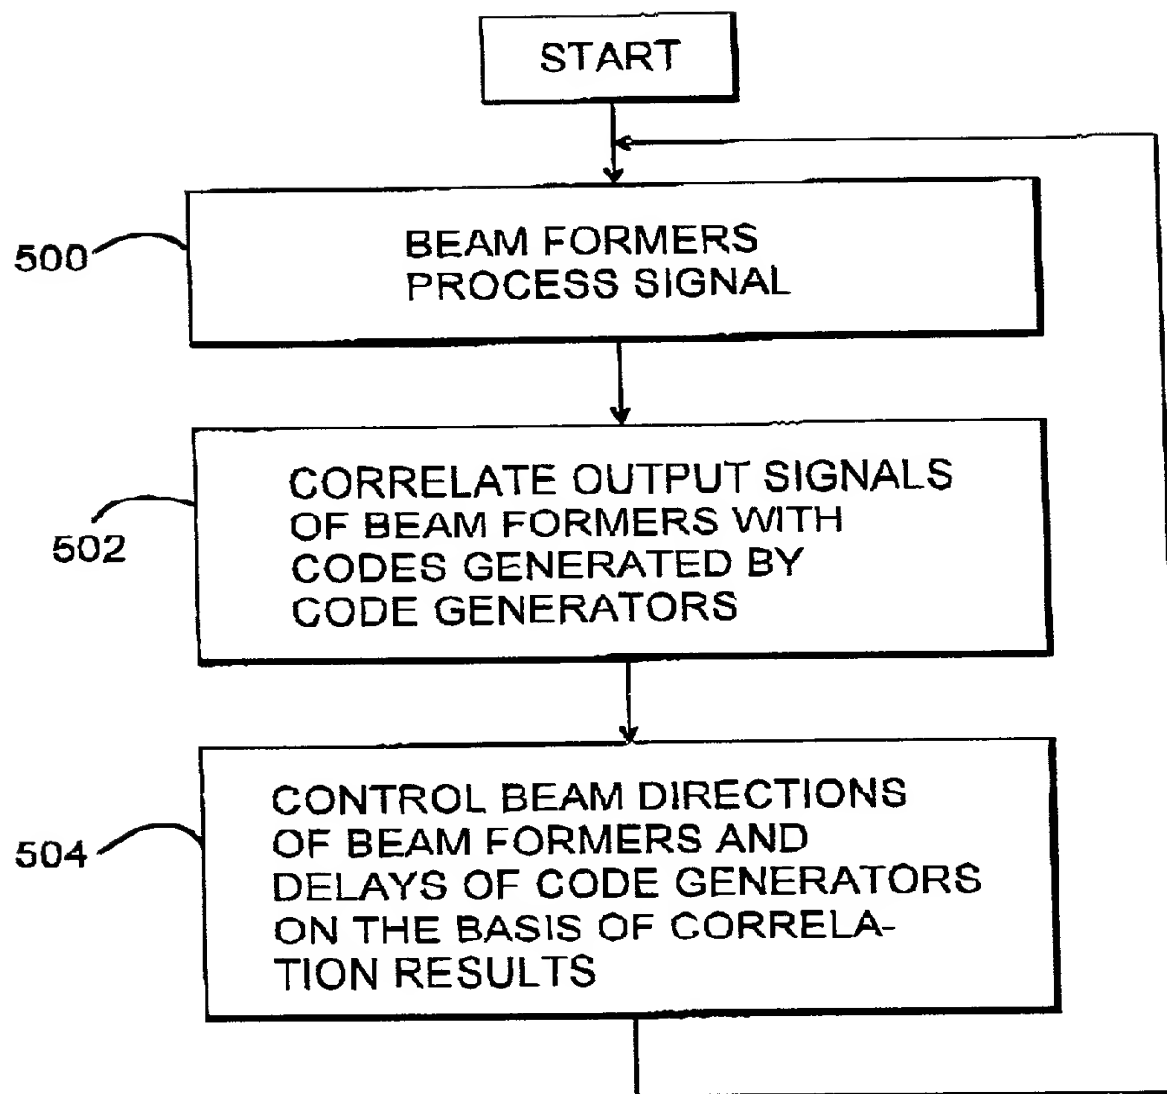 START
500
BEAM FORMERS
PROCESS SIGNAL
502
CORRELATE OUTPUT SIGNALS
OF BEAM FORMERS WITH
CODES GENERATED BY
CODE GENERATORS
504
CONTROL BEAM DIRECTIONS
OF BEAM FORMERS AND
DELAYS OF CODE GENERATORS
ON THE BASIS OF CORRELA-
TION RESULTS